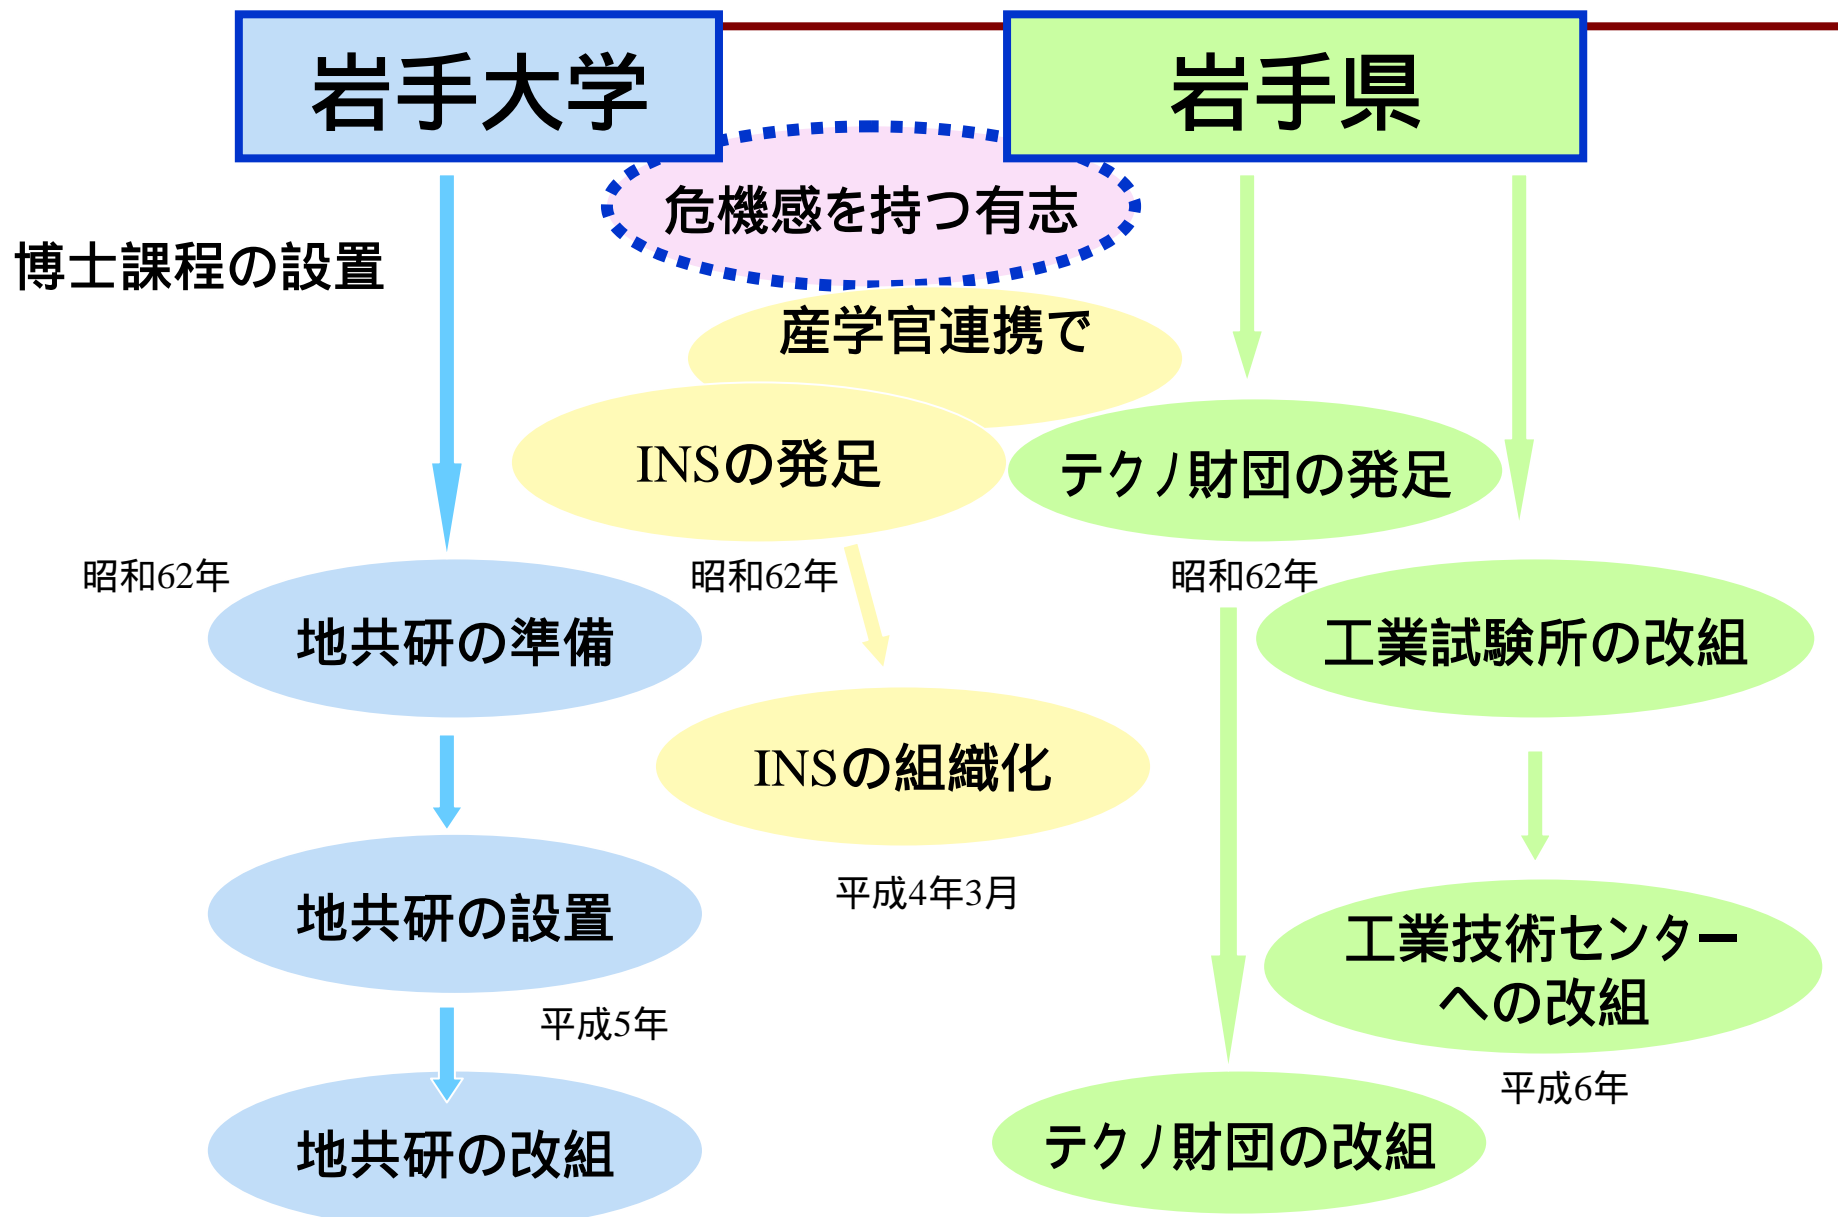 岩手大学
岩手県
危機感を持つ有志
博士課程の設置
産学官連携で
INSの発足
テクノ財団の発足
昭和62年
昭和62年
昭和62年
地共研の準備
工業試験所の改組
INSの組織化
平成4年3月
地共研の設置
工業技術センター
への改組
平成5年
平成6年
地共研の改組
テクノ財団の改組